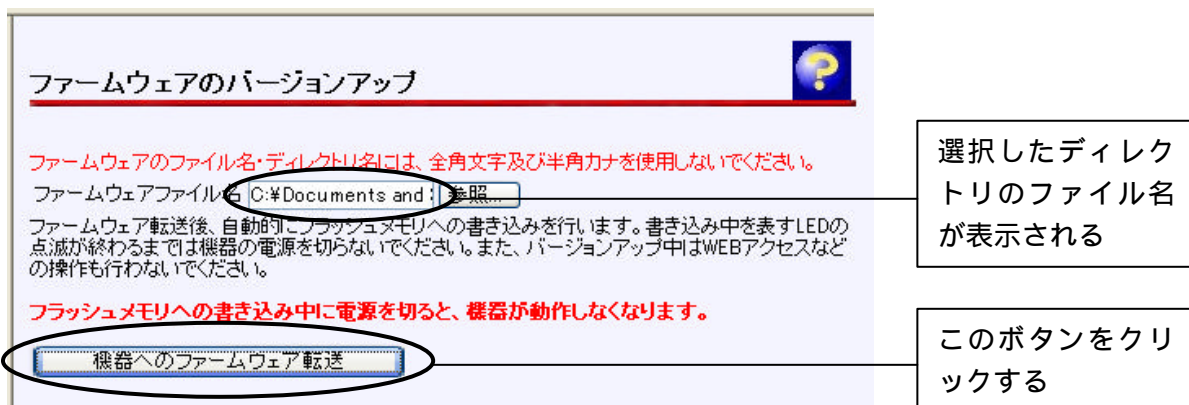 ファームウェアのバージョンアップ
?
ファームウェアのファイル名・ディレクトリ名には、全角文字及び半角カナを使用しないでください。
ファームウェアファイル名 C:¥Documents and 参照...
ファームウェア転送後、自動的にフラッシュメモリへの書き込みを行います。書き込み中を表すLEDの
点滅が終わるまでは機器の電源を切らないでください。また、バージョンアップ中はWEBアクセスなど
の操作も行わないでください。
フラッシュメモリへの書き込み中に電源を切ると、機器が動作しなくなります。
機器へのファームウェア転送
選択したディレク
トリのファイル名
が表示される
このボタンをクリ
ックする